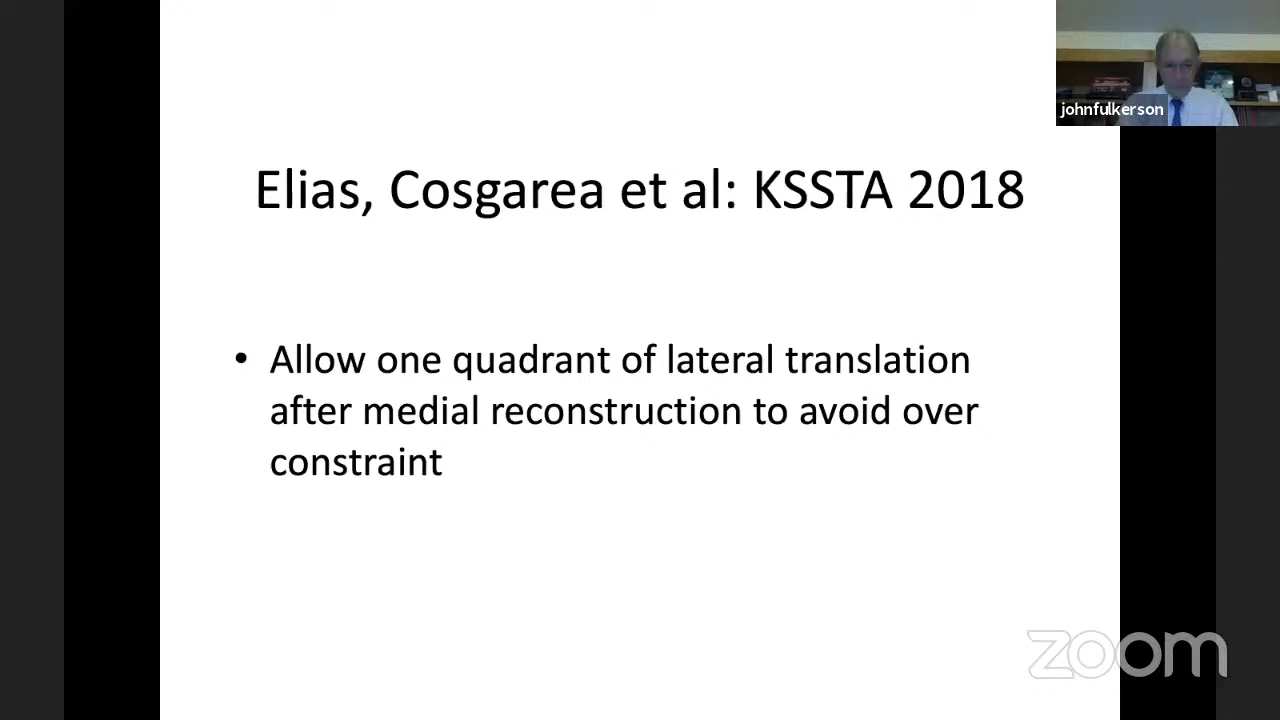 johnfulkerson
Elias, Cosgarea et al: KSSTA 2018
• Allow one quadrant of lateral translation
after medial reconstruction to avoid over
constraint
zoom